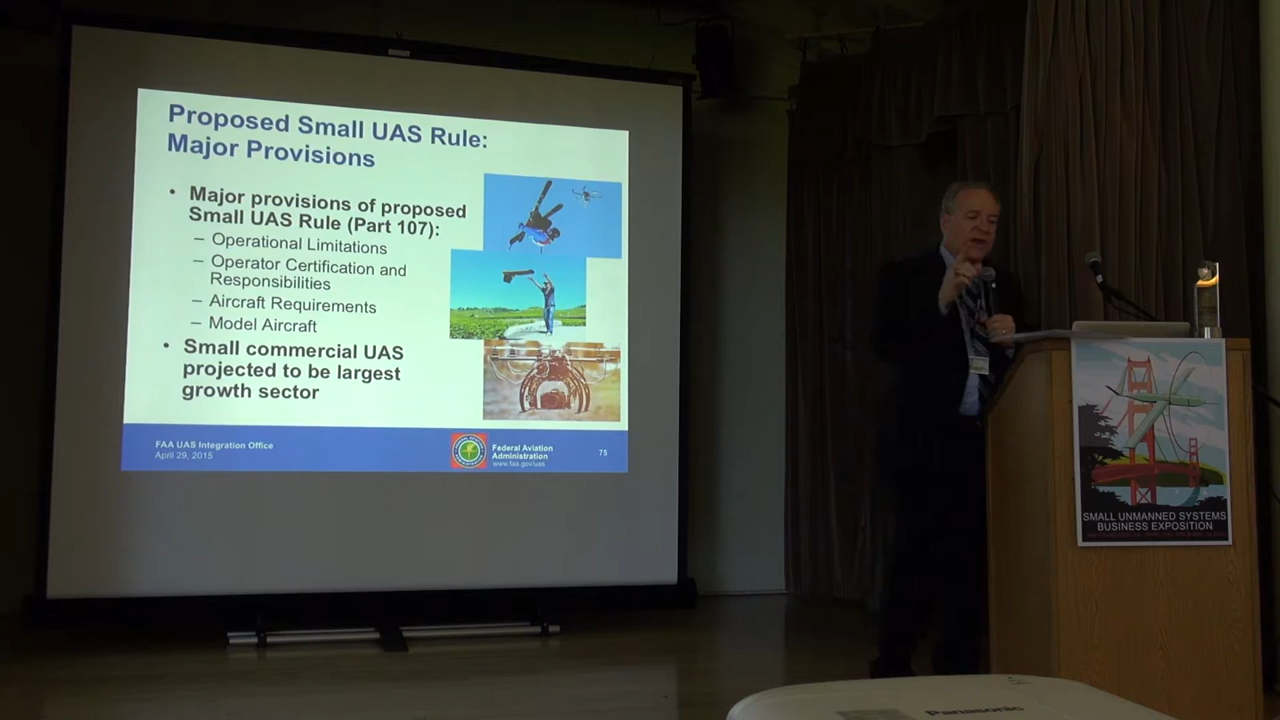 Proposed Small UAS Rule:
Major Provisions
• Major provisions of proposed
Small UAS Rule (Part 107):
– Operational Limitations
– Operator Certification and
Responsibilities
– Aircraft Requirements
– Model Aircraft
• Small commercial UAS
projected to be largest
growth sector
FAA UAS Integration Office
April 29, 2015
Federal Aviation
Administration
www.faa.gov/uas
75
SMALL UNMANNED SYSTEMS
BUSINESS EXPOSITION
Panasonic